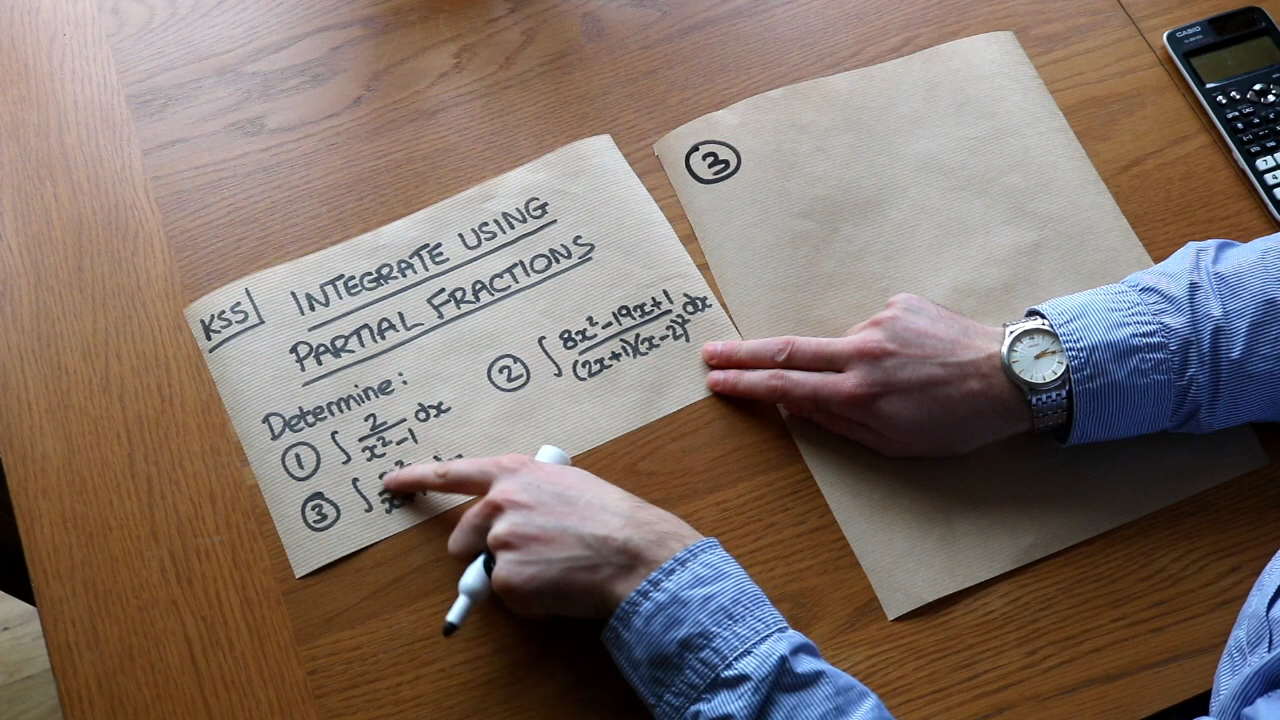 KS5
INTEGRATE USING
PARTIAL FRACTIONS
Determine:
① ∫ 2/(x²-1) dx
② ∫ (8x²-19x+1)/((2x+1)(x-2)²) dx
③ ∫
③
CASIO